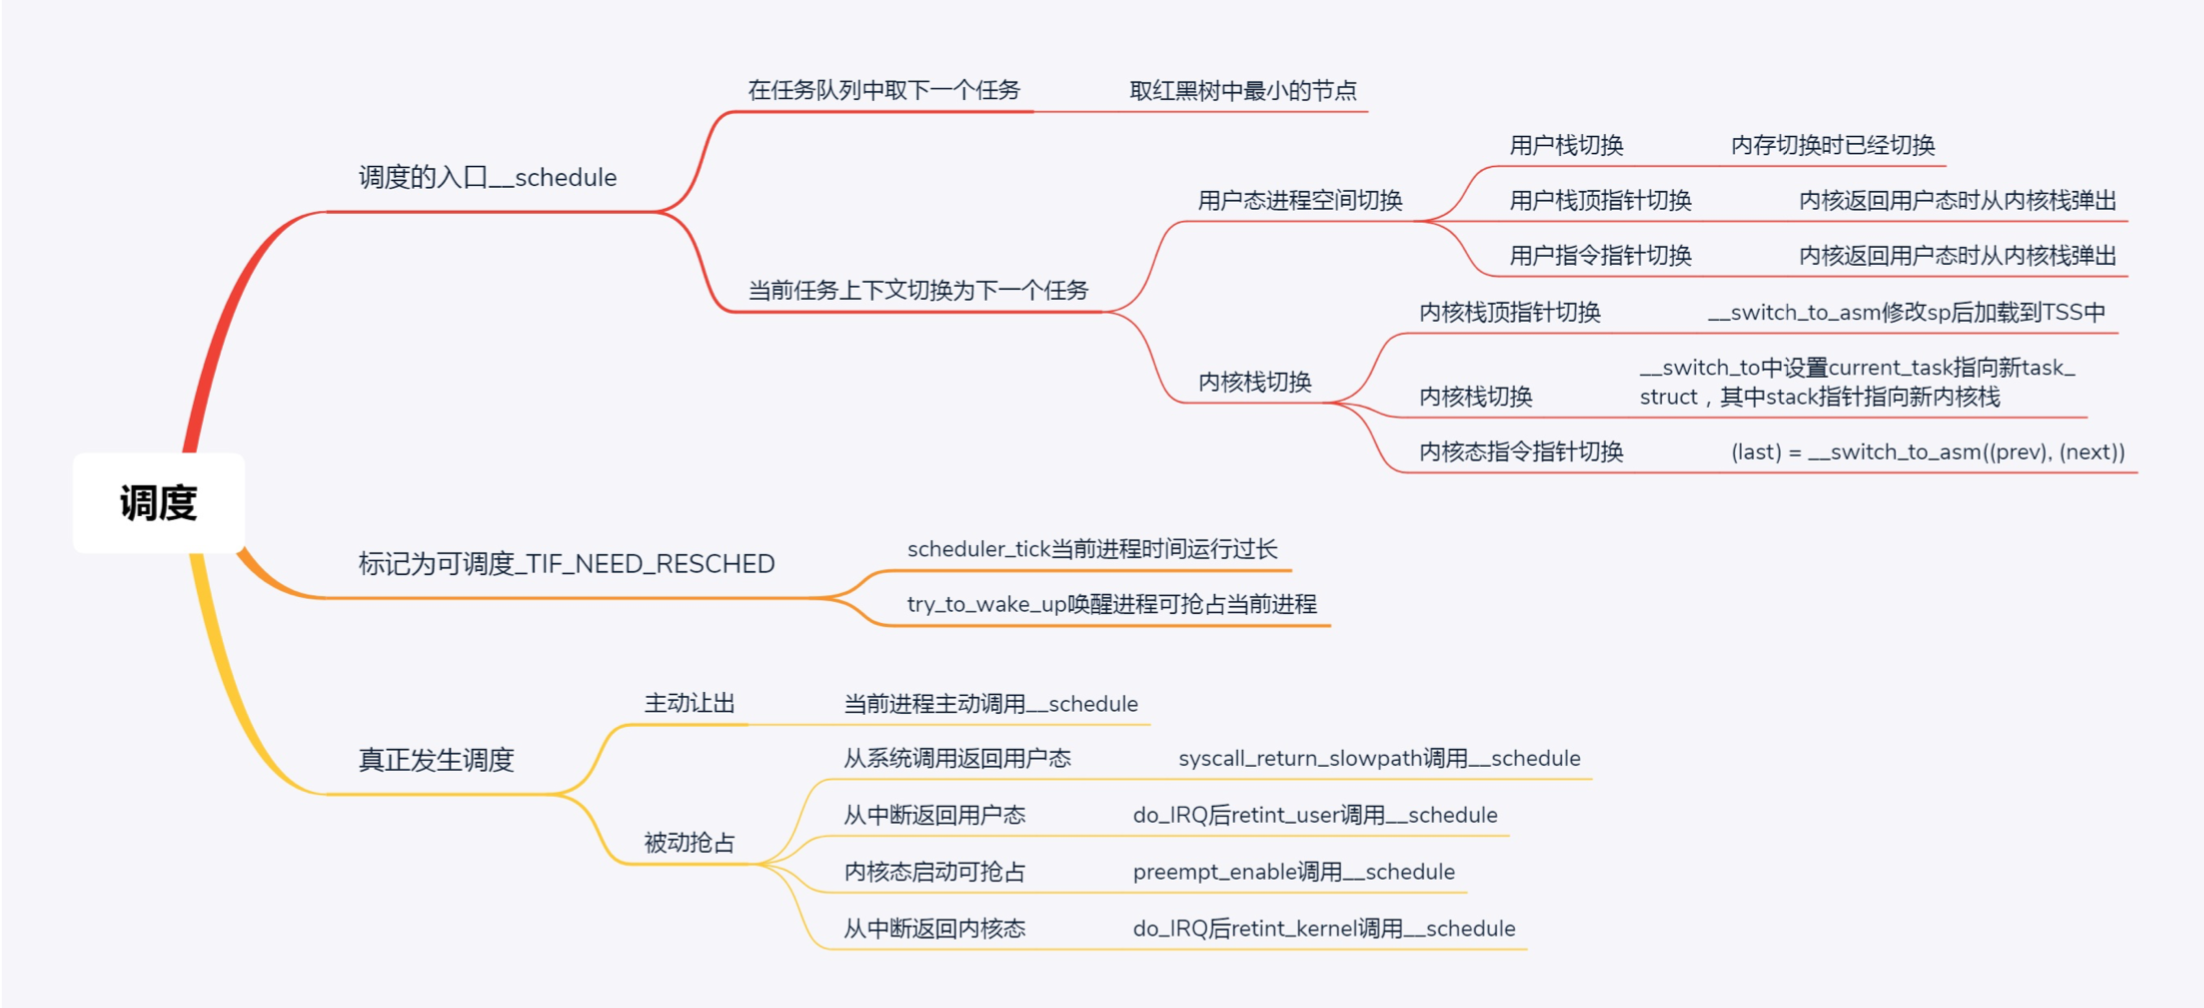 调度
调度的入口__schedule
在任务队列中取下一个任务
取红黑树中最小的节点
当前任务上下文切换为下一个任务
用户态进程空间切换
用户栈切换
内存切换时已经切换
用户栈顶指针切换
内核返回用户态时从内核栈弹出
用户指令指针切换
内核返回用户态时从内核栈弹出
内核栈切换
内核栈顶指针切换
__switch_to_asm修改sp后加载到TSS中
内核栈切换
__switch_to中设置current_task指向新task_
struct，其中stack指针指向新内核栈
内核态指令指针切换
(last) = __switch_to_asm((prev), (next))
标记为可调度_TIF_NEED_RESCHED
scheduler_tick当前进程时间运行过长
try_to_wake_up唤醒进程可抢占当前进程
真正发生调度
主动让出
当前进程主动调用__schedule
被动抢占
从系统调用返回用户态
syscall_return_slowpath调用__schedule
从中断返回用户态
do_IRQ后retint_user调用__schedule
内核态启动可抢占
preempt_enable调用__schedule
从中断返回内核态
do_IRQ后retint_kernel调用__schedule